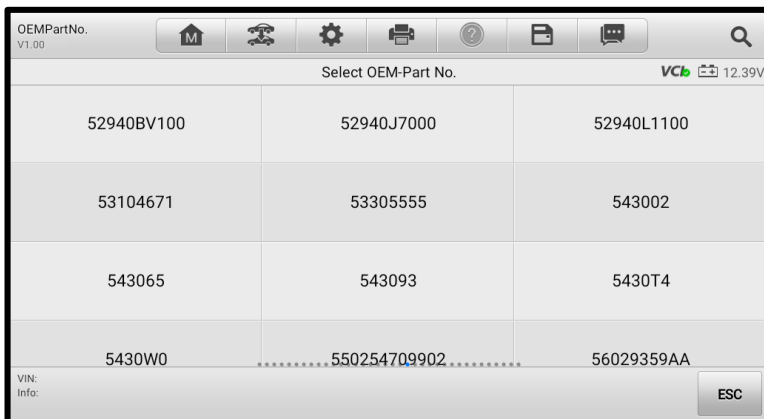 OEMPartNo.
V1.00
M
?
Select OEM-Part No.
VCI 12.39V
52940BV100 52940J7000 52940L1100
53104671 53305555 543002
543065 543093 5430T4
5430W0 550254709902 56029359AA
VIN:
Info:
ESC